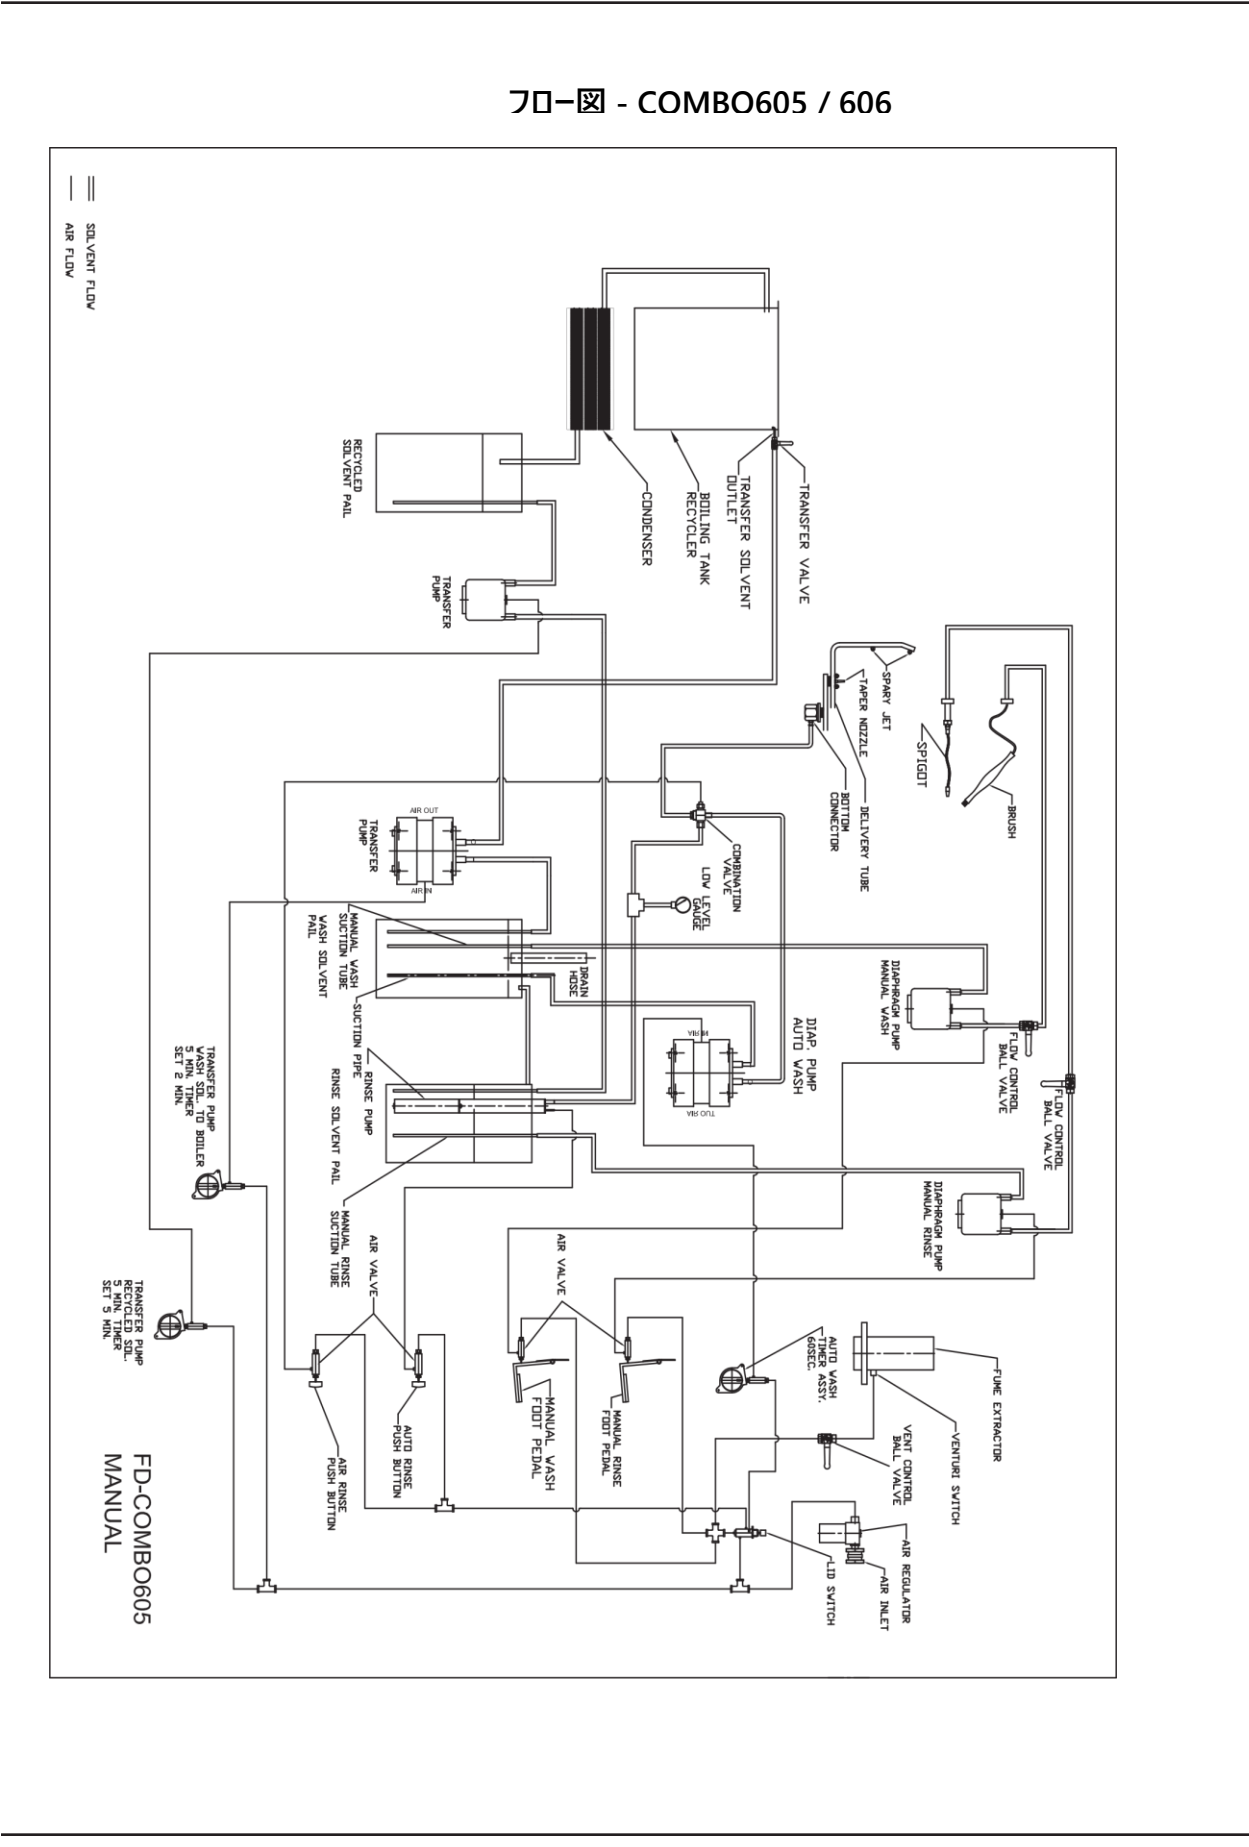 フロー図 - COMBO605 / 606
SOLVENT FLOW
AIR FLOW
RECYCLED
SOLVENT PAIL
CONDENSER
BOILING TANK
RECYCLER
TRANSFER SOLVENT
OUTLET
TRANSFER VALVE
TRANSFER
PUMP
SPARY JET
TAPER NOZZLE
SPIGOT
BRUSH
BOTTOM
CONNECTOR
DELIVERY TUBE
AIR OUT
TRANSFER
PUMP
AIR IN
COMBINATION
VALVE
LOW LEVEL
GAUGE
MANUAL WASH
SUCTION TUBE
WASH SOLVENT
PAIL
DRAIN
HOSE
SUCTION PIPE
DIAPHRAGM PUMP
MANUAL WASH
DIAP. PUMP
AUTO WASH
AIR IN
AIR OUT
FLOW CONTROL
BALL VALVE
FLOW CONTROL
BALL VALVE
RINSE PUMP
RINSE SOLVENT PAIL
TRANSFER PUMP
WASH SOL. TO BOILER
5 MIN. TIMER
SET 2 MIN.
MANUAL RINSE
SUCTION TUBE
DIAPHRAGM PUMP
MANUAL RINSE
AIR VALVE
AIR VALVE
TRANSFER PUMP
RECYCLED SOL.
5 MIN. TIMER
SET 5 MIN.
AUTO WASH
TIMER ASSY.
60SEC.
FUME EXTRACTOR
MANUAL WASH
FOOT PEDAL
MANUAL RINSE
FOOT PEDAL
AUTO RINSE
PUSH BUTTON
AIR RINSE
PUSH BUTTON
VENT CONTROL
BALL VALVE
VENTURI SWITCH
LID SWITCH
AIR REGULATOR
AIR INLET
FD-COMBO605
MANUAL